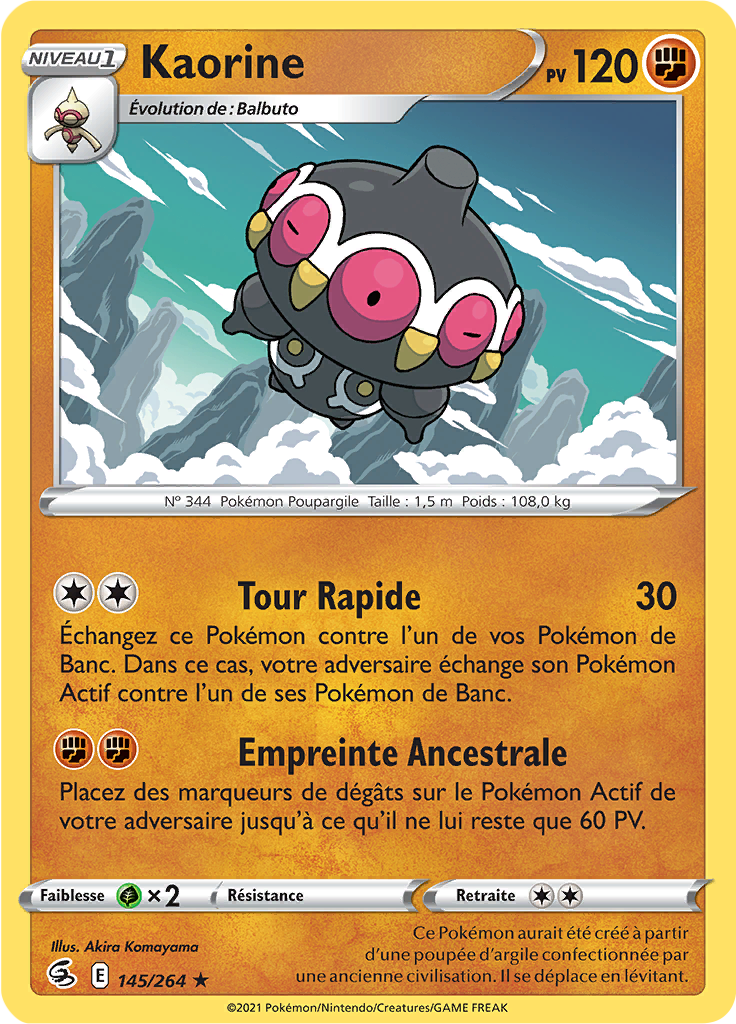 NIVEAU 1
Kaorine
PV 120
Évolution de : Balbuto
Nº 344 Pokémon Poupargile Taille : 1,5 m Poids : 108,0 kg
Tour Rapide 30
Échangez ce Pokémon contre l'un de vos Pokémon de
Banc. Dans ce cas, votre adversaire échange son Pokémon
Actif contre l'un de ses Pokémon de Banc.
Empreinte Ancestrale
Placez des marqueurs de dégâts sur le Pokémon Actif de
votre adversaire jusqu'à ce qu'il ne lui reste que 60 PV.
Faiblesse ×2 Résistance Retraite
Illus. Akira Komayama
E 145/264 ★
Ce Pokémon aurait été créé à partir
d'une poupée d'argile confectionnée par
une ancienne civilisation. Il se déplace en lévitant.
©2021 Pokémon/Nintendo/Creatures/GAME FREAK